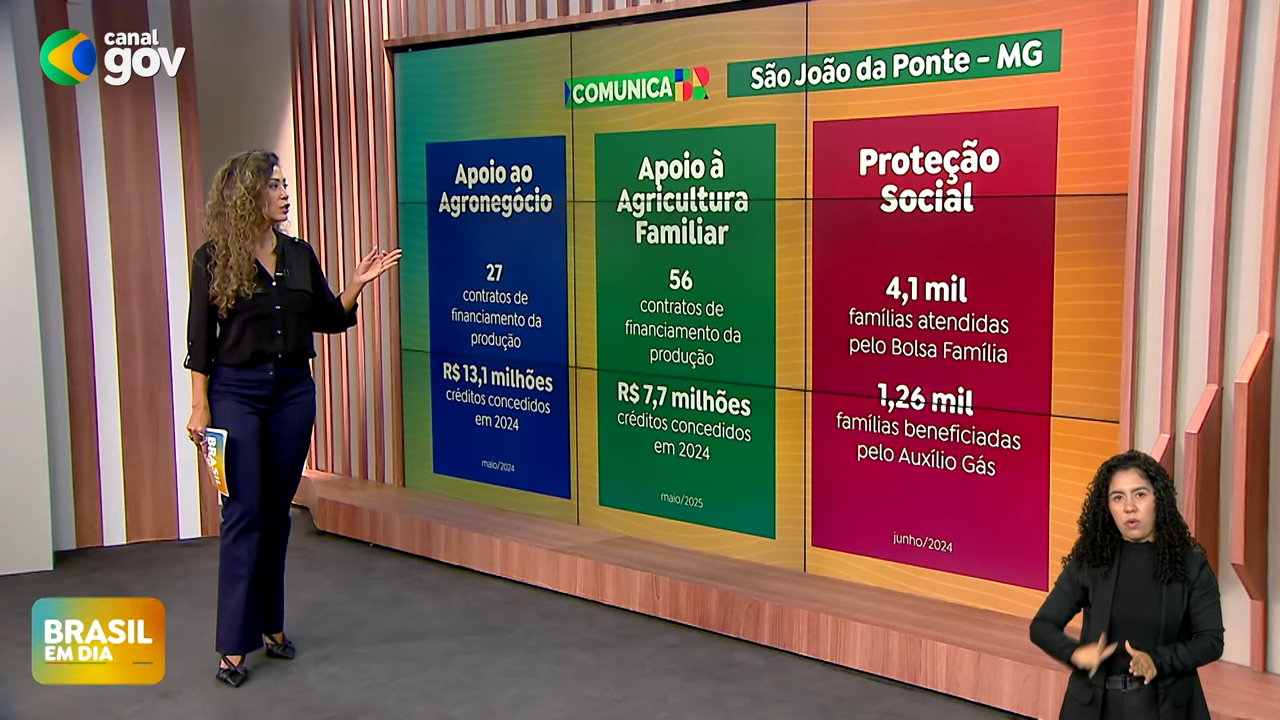 canal
gov
COMUNICABR
São João da Ponte - MG
Apoio ao
Agronegócio
27
contratos de
financiamento da
produção
R$ 13,1 milhões
créditos concedidos
em 2024
maio/2024
Apoio à
Agricultura
Familiar
56
contratos de
financiamento da
produção
R$ 7,7 milhões
créditos concedidos
em 2024
maio/2025
Proteção
Social
4,1 mil
famílias atendidas
pelo Bolsa Família
1,26 mil
famílias beneficiadas
pelo Auxílio Gás
junho/2024
BRASIL
BRASIL
EM DIA